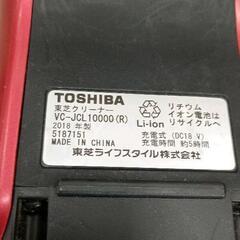 TOSHIBA
東芝クリーナー
VC-JCL10000(R)
2018 年製
5187151
MADE IN CHINA
Li-ion
リチウム
イオン電池は
リサイクルへ
充電式 (DC18 V)
充電時間 約5時間
東芝ライフスタイル株式会社